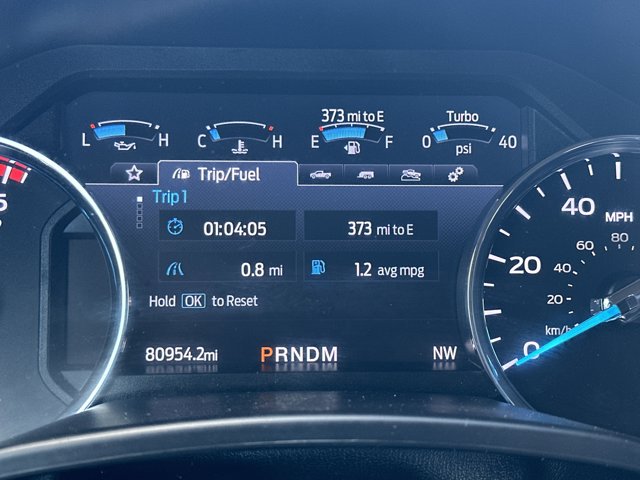 373 mi to E
Turbo
L H C H E F 0 40
psi
Trip/Fuel
Trip 1
01:04:05 373 mi to E
0.8 mi 1.2 avg mpg
Hold OK to Reset
80954.2mi PRNDM NW
5
40 MPH
80
60
20 40
20
km/h
0